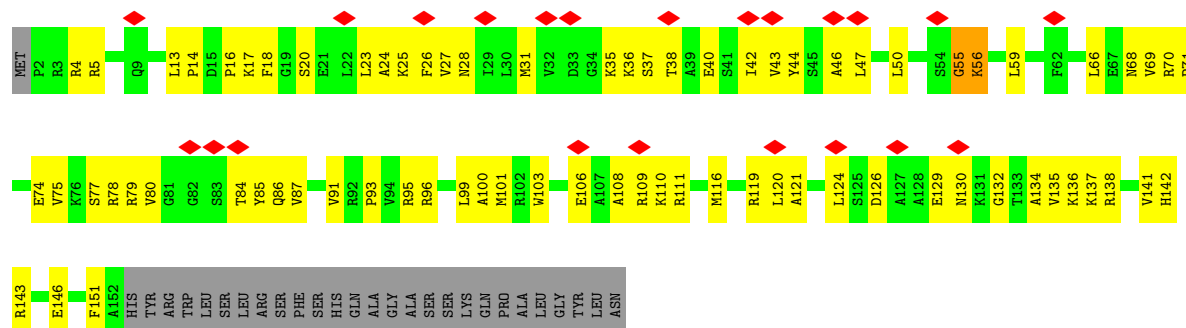 MET P2 R3 R4 R5 Q9 L13 P14 D15 P16 K17 F18 G19 S20 E21 L22 L23 A24 K25 F26 V27 N28 I29 L30 M31 V32 D33 G34 K35 K36 S37 T38 A39 E40 S41 I42 V43 Y44 S45 A46 L47 L50 S54 G55 K56 L59 F62 L66 E67 N68 V69 R70 P71
E74 V75 K76 S77 R78 R79 V80 G81 G82 S83 T84 Y85 Q86 V87 V91 R92 P93 V94 R95 R96 L99 A100 M101 R102 W103 E106 A107 A108 R109 K110 R111 M116 R119 L120 A121 L124 S125 D126 A127 A128 E129 N130 K131 G132 T133 A134 V135 K136 K137 R138 V141 H142
R143 E146 F151 A152 HIS TYR ARG TRP LEU SER LEU ARG SER PHE SER HIS GLN ALA GLY ALA SER SER LYS GLN PRO ALA LEU GLY TYR LEU ASN